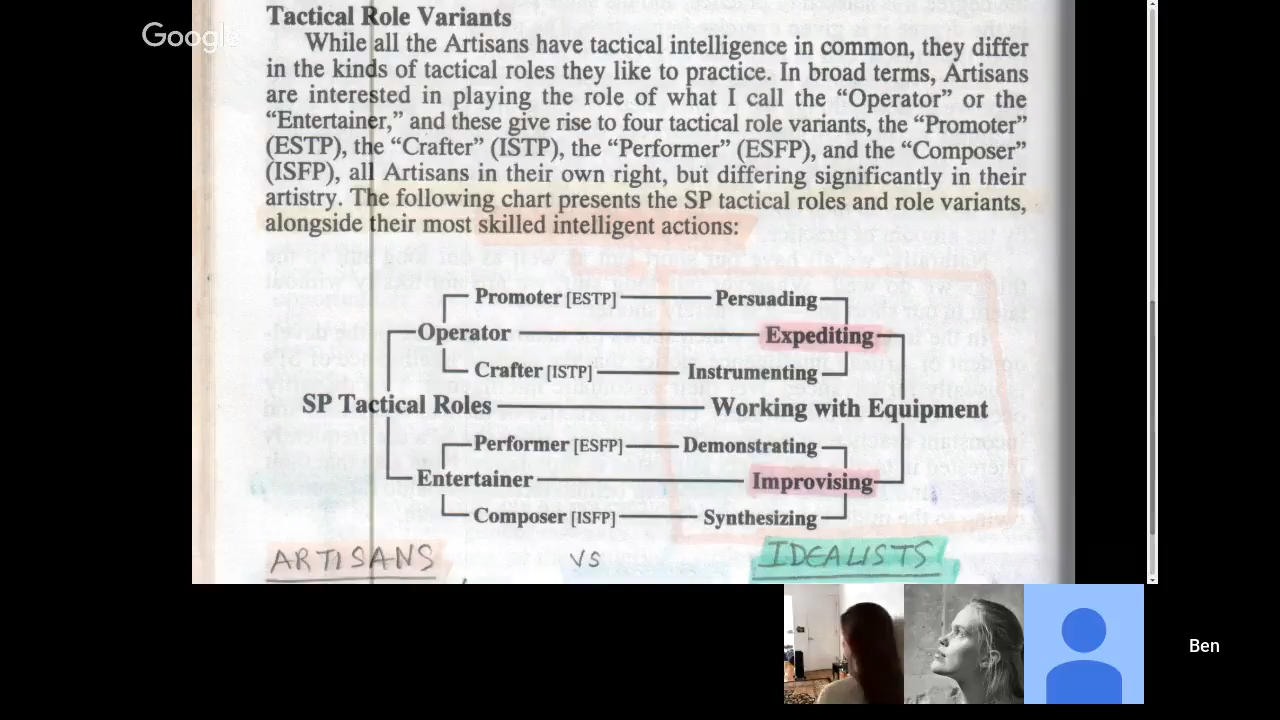 Google
Tactical Role Variants
While all the Artisans have tactical intelligence in common, they differ
in the kinds of tactical roles they like to practice. In broad terms, Artisans
are interested in playing the role of what I call the “Operator” or the
“Entertainer,” and these give rise to four tactical role variants, the “Promoter”
(ESTP), the “Crafter” (ISTP), the “Performer” (ESFP), and the “Composer”
(ISFP), all Artisans in their own right, but differing significantly in their
artistry. The following chart presents the SP tactical roles and role variants,
alongside their most skilled intelligent actions:
Promoter [ESTP] Persuading
Operator Expediting
Crafter [ISTP] Instrumenting
SP Tactical Roles Working with Equipment
Performer [ESFP] Demonstrating
Entertainer Improvising
Composer [ISFP] Synthesizing
ARTISANS VS IDEALISTS
Ben